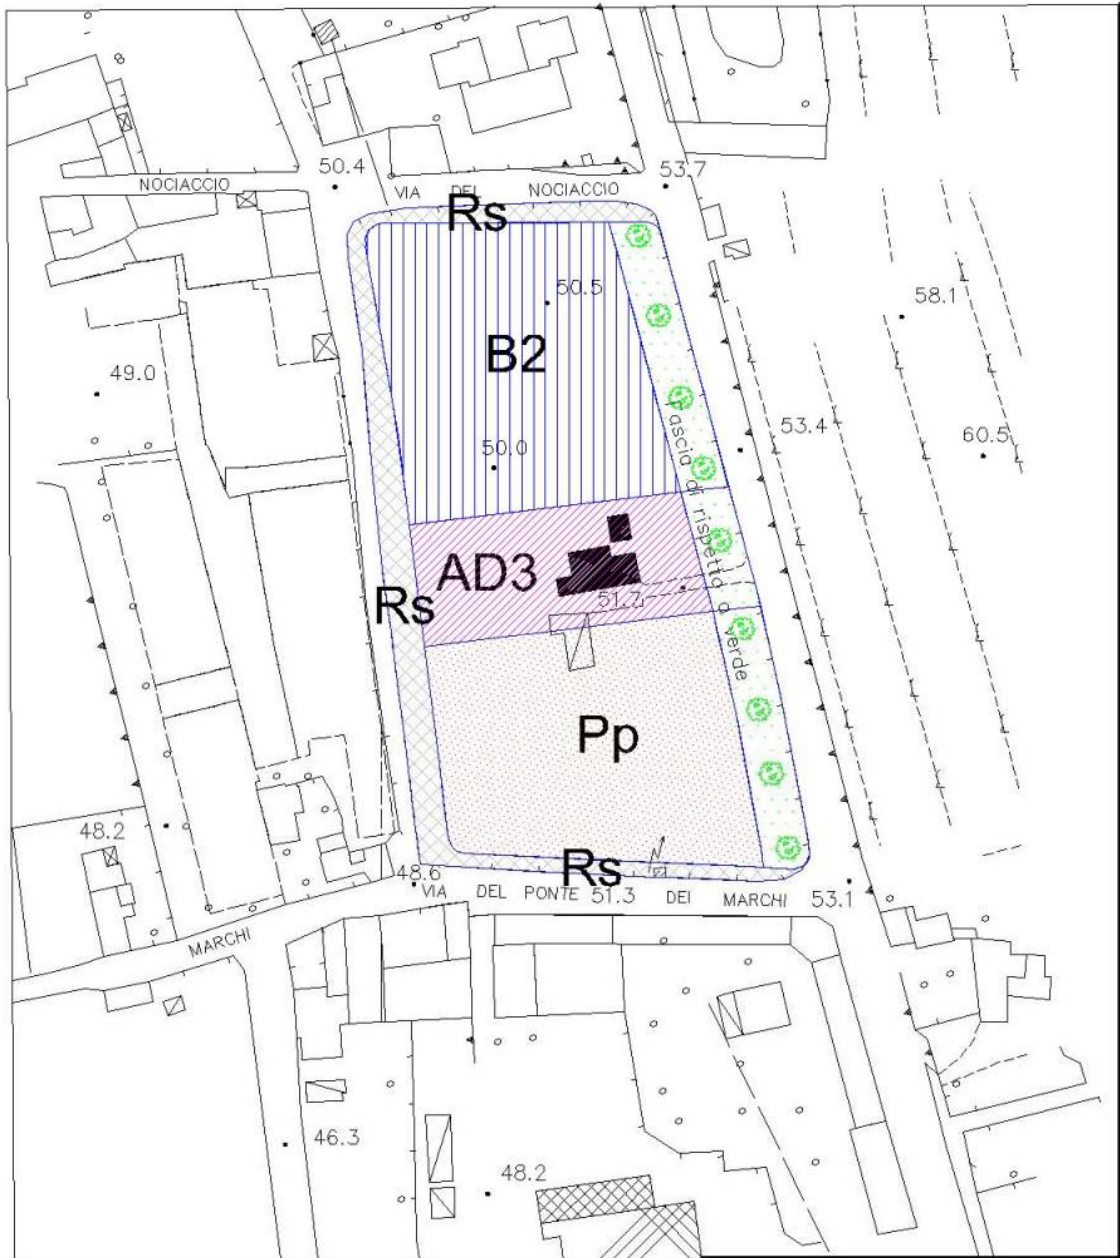 50.4
53.7
NOCIACCIO
VIA DEL NOCIACCIO
Rs
50.5
58.1
B2
49.0
53.4
60.5
50.0
Fascia di rispetto a verde
AD3
51.7
Rs
Pp
48.2
Rs
48.6
VIA DEL PONTE 51.3 DEI MARCHI
53.1
MARCHI
46.3
48.2